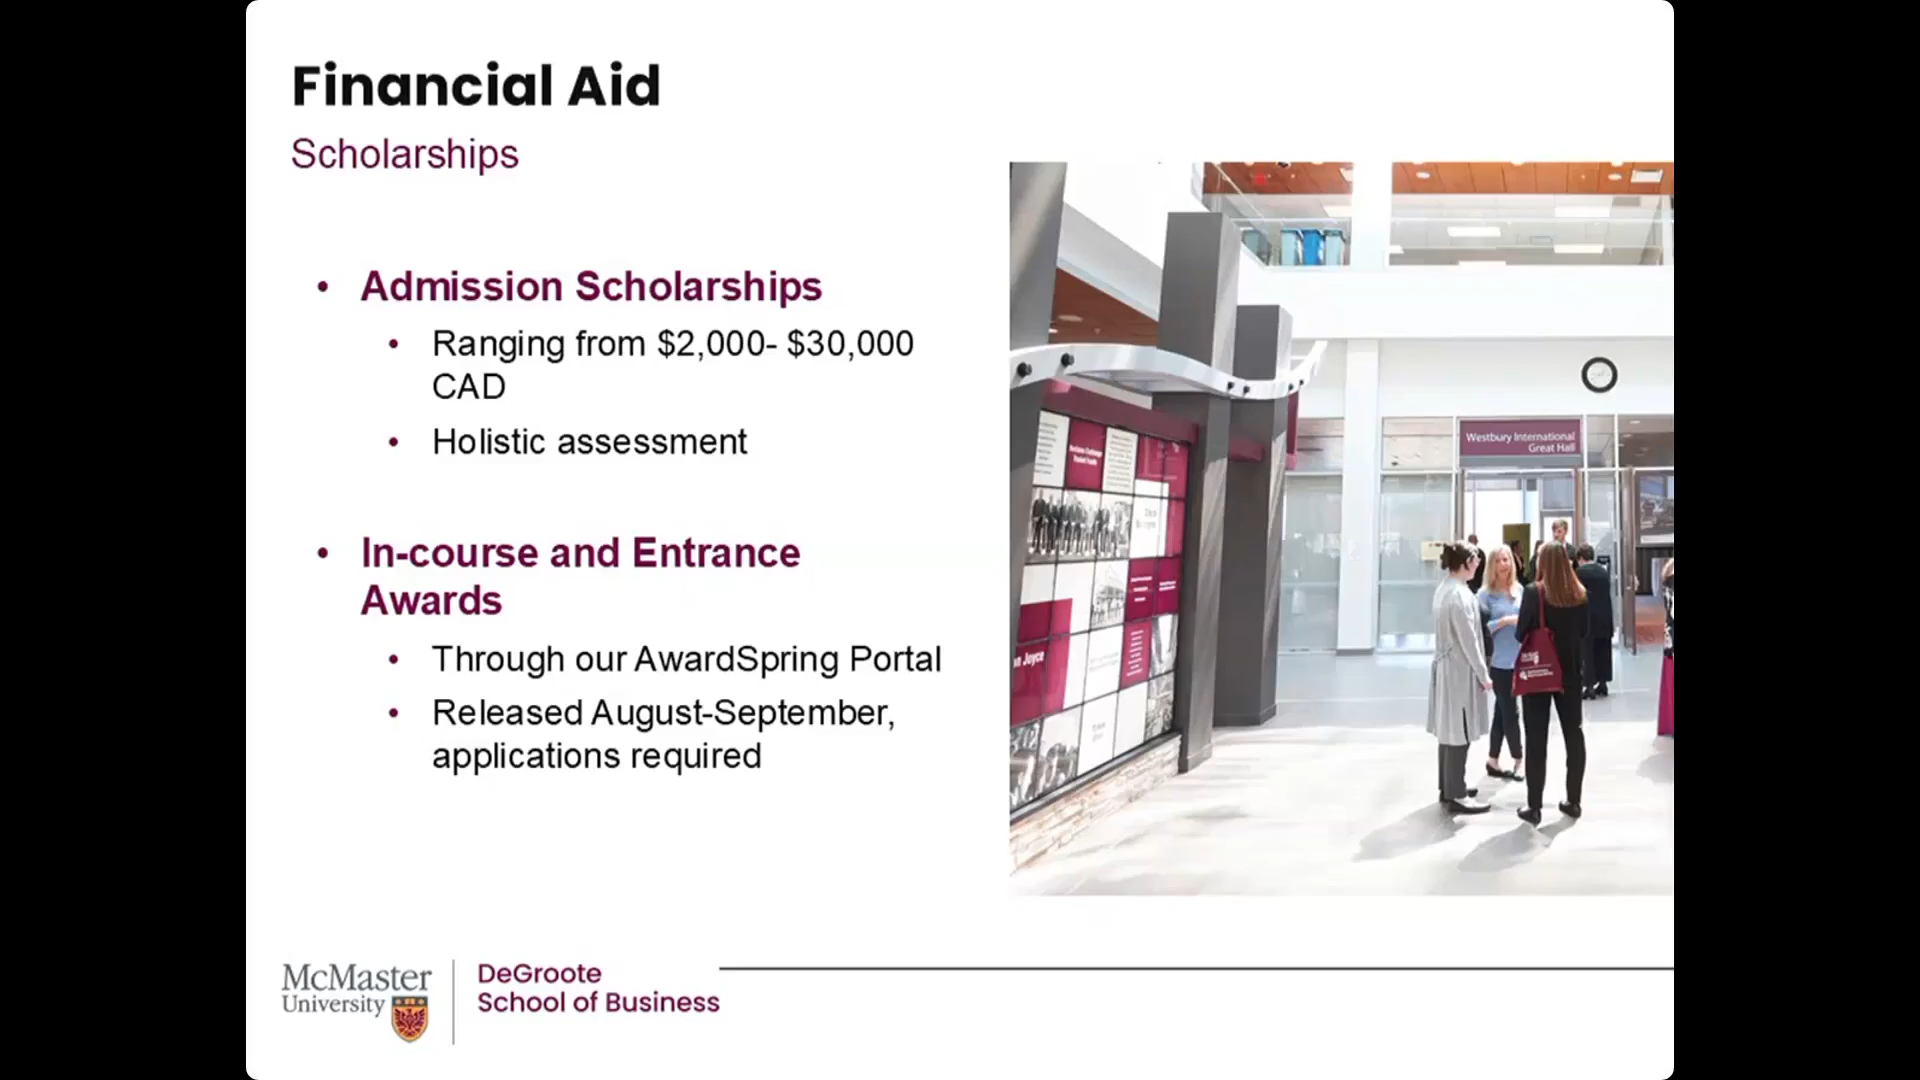 Financial Aid
Scholarships
• Admission Scholarships
• Ranging from $2,000- $30,000
CAD
• Holistic assessment
• In-course and Entrance
Awards
• Through our AwardSpring Portal
• Released August-September,
applications required
Westbury International
Great Hall
Joyce
McMaster
University
DeGroote
School of Business